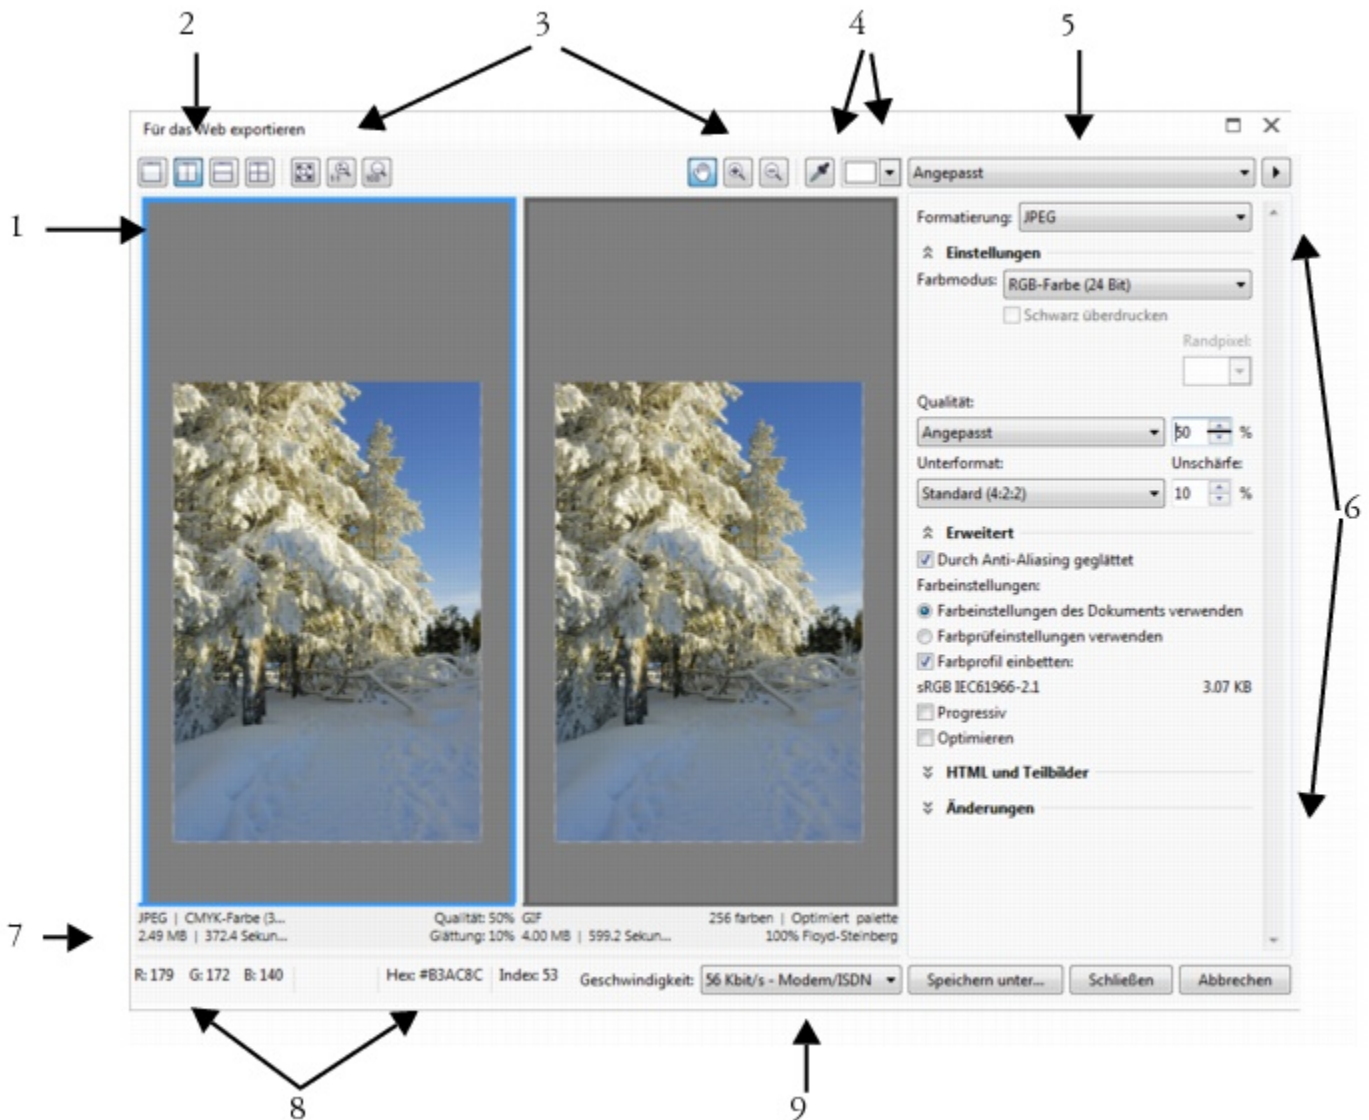 2 3 4 5
Für das Web exportieren
Angepasst
1
Formatierung: JPEG
Einstellungen
Farbmodus: RGB-Farbe (24 Bit)
Schwarz überdrucken
Randpixel:
Qualität:
Angepasst 50 %
Unterformat: Unschärfe:
Standard (4:2:2) 10 %
6
Erweitert
Durch Anti-Aliasing geglättet
Farbeinstellungen:
Farbeinstellungen des Dokuments verwenden
Farbprüfeinstellungen verwenden
Farbprofil einbetten:
sRGB IEC61966-2.1 3.07 KB
Progressiv
Optimieren
HTML und Teilbilder
Änderungen
JPEG | CMYK-Farbe (3... Qualität: 50% GIF 256 farben | Optimiert palette
7 2.49 MB | 372.4 Sekun... Glättung: 10% 4.00 MB | 599.2 Sekun... 100% Floyd-Steinberg
R: 179 G: 172 B: 140 Hex: #B3AC8C Index: 53 Geschwindigkeit: 56 Kbit/s - Modem/ISDN Speichern unter... Schließen Abbrechen
8 9